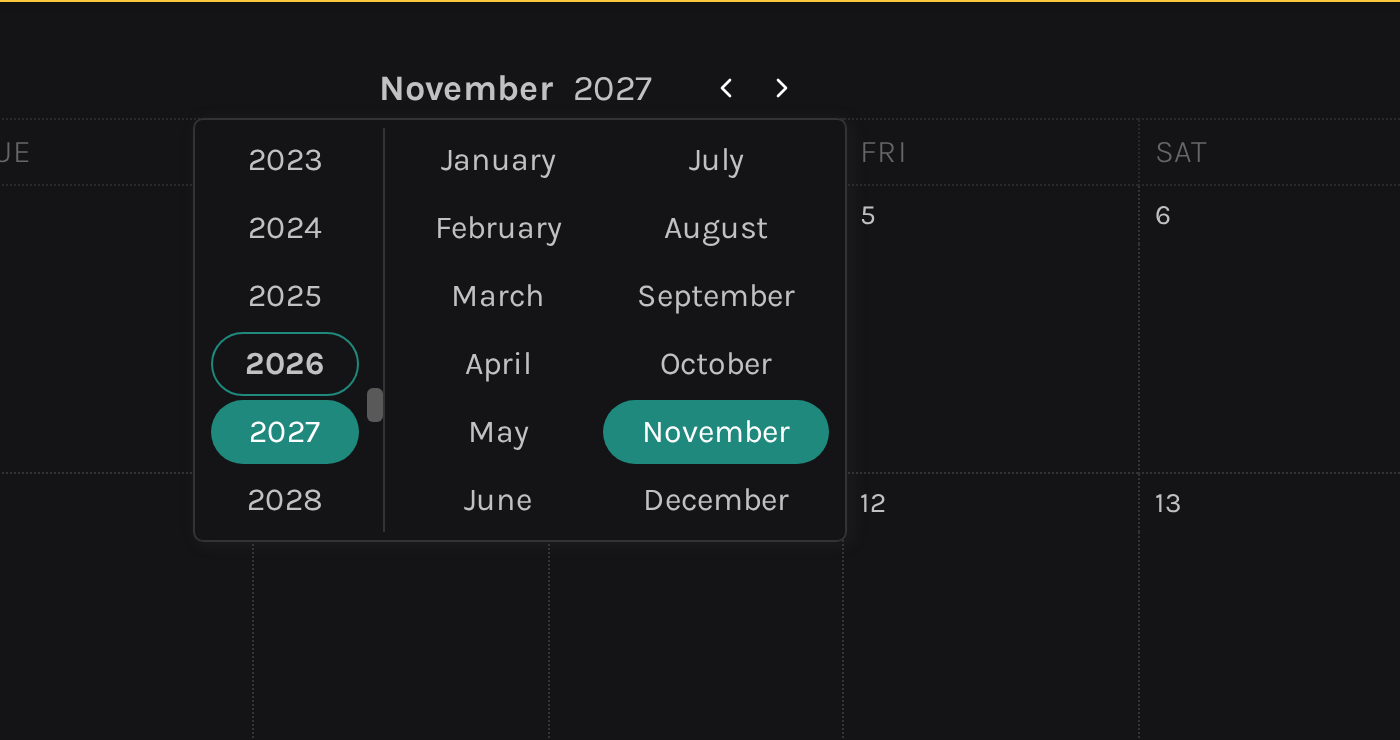 November 2027
UE FRI SAT
2023 January July
2024 February August
5 6
2025 March September
2026 April October
2027 May November
2028 June December
12 13